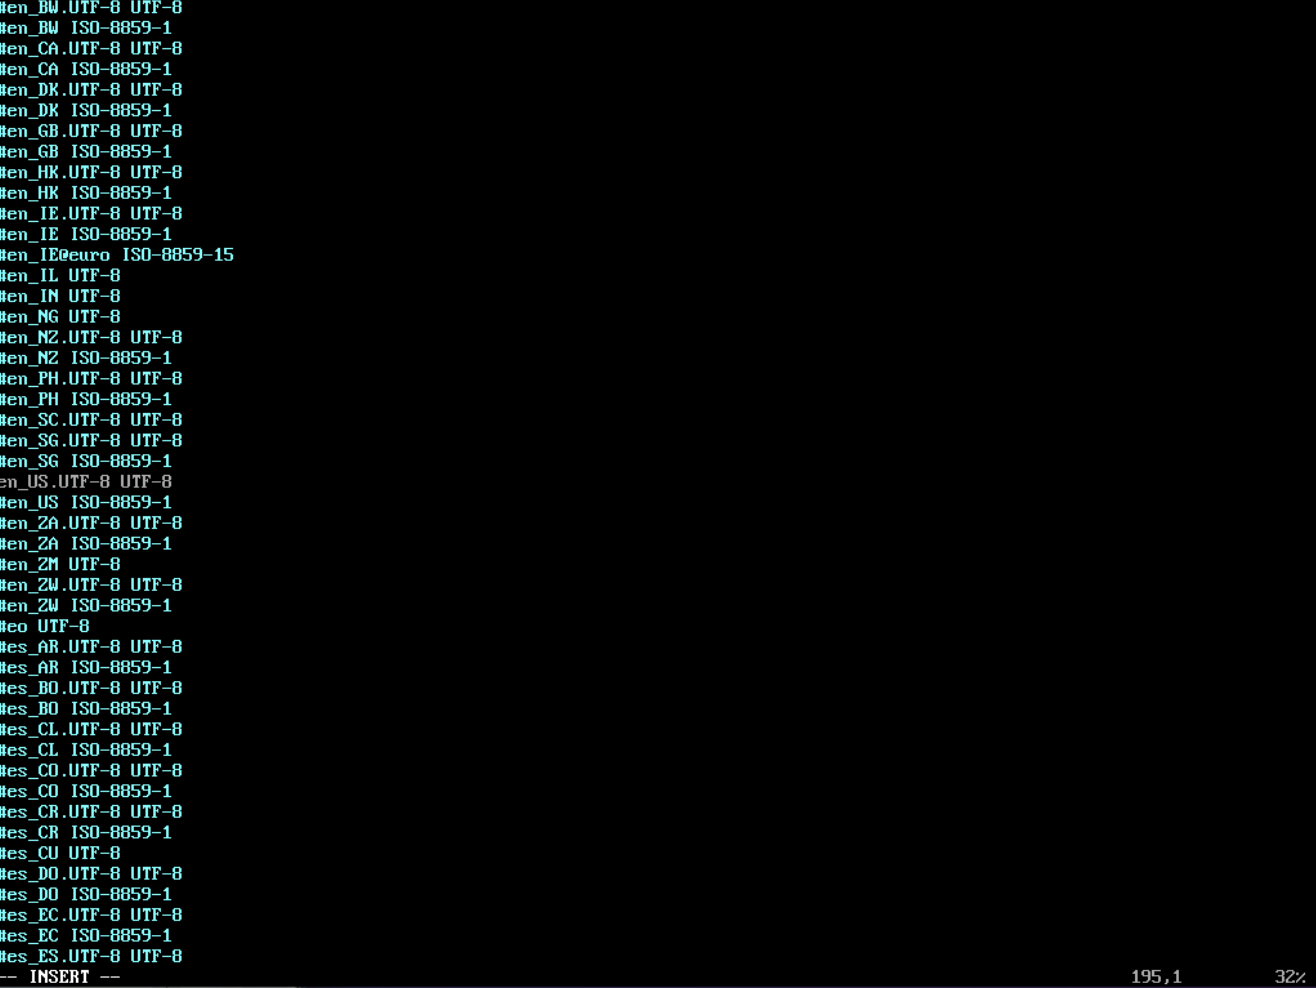 #en_BW.UTF-8 UTF-8
#en_BW ISO-8859-1
#en_CA.UTF-8 UTF-8
#en_CA ISO-8859-1
#en_DK.UTF-8 UTF-8
#en_DK ISO-8859-1
#en_GB.UTF-8 UTF-8
#en_GB ISO-8859-1
#en_HK.UTF-8 UTF-8
#en_HK ISO-8859-1
#en_IE.UTF-8 UTF-8
#en_IE ISO-8859-1
#en_IE@euro ISO-8859-15
#en_IL UTF-8
#en_IN UTF-8
#en_NG UTF-8
#en_NZ.UTF-8 UTF-8
#en_NZ ISO-8859-1
#en_PH.UTF-8 UTF-8
#en_PH ISO-8859-1
#en_SC.UTF-8 UTF-8
#en_SG.UTF-8 UTF-8
#en_SG ISO-8859-1
en_US.UTF-8 UTF-8
#en_US ISO-8859-1
#en_ZA.UTF-8 UTF-8
#en_ZA ISO-8859-1
#en_ZM UTF-8
#en_ZW.UTF-8 UTF-8
#en_ZW ISO-8859-1
#eo UTF-8
#es_AR.UTF-8 UTF-8
#es_AR ISO-8859-1
#es_BO.UTF-8 UTF-8
#es_BO ISO-8859-1
#es_CL.UTF-8 UTF-8
#es_CL ISO-8859-1
#es_CO.UTF-8 UTF-8
#es_CO ISO-8859-1
#es_CR.UTF-8 UTF-8
#es_CR ISO-8859-1
#es_CU UTF-8
#es_DO.UTF-8 UTF-8
#es_DO ISO-8859-1
#es_EC.UTF-8 UTF-8
#es_EC ISO-8859-1
#es_ES.UTF-8 UTF-8
-- INSERT -- 195,1 32%